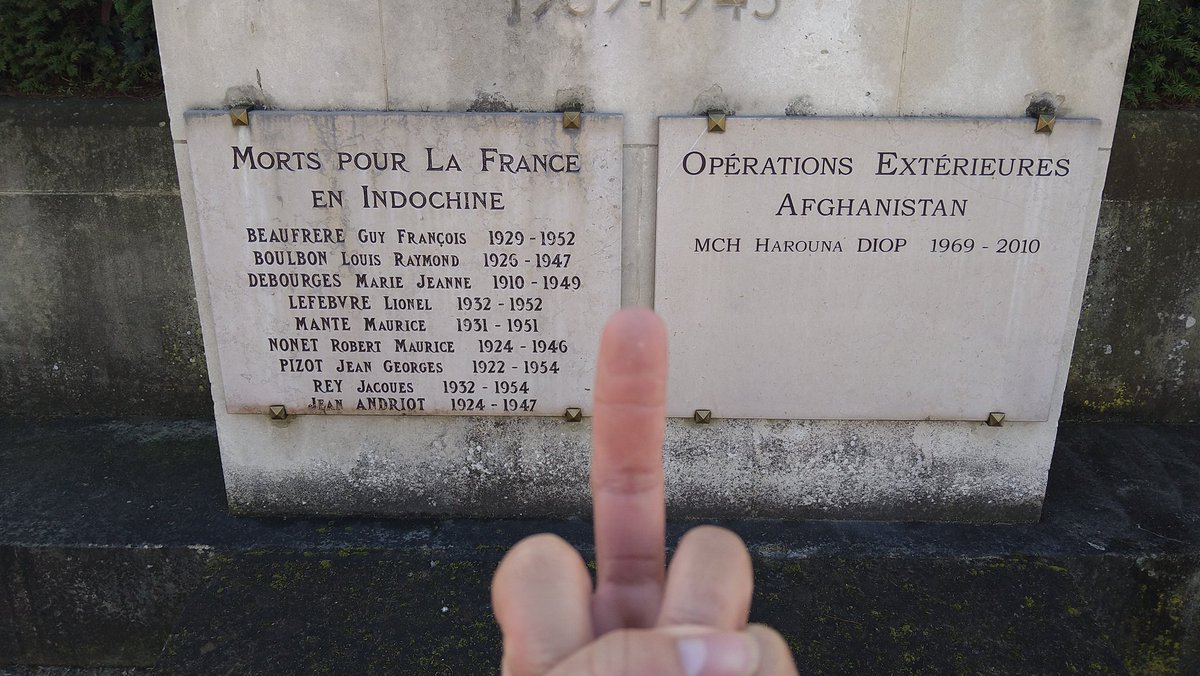 1939-1945
MORTS POUR LA FRANCE
EN INDOCHINE
BEAUFRERE GUY FRANÇOIS 1929 - 1952
BOULBON LOUIS RAYMOND 1926 - 1947
DEBOURGES MARIE JEANNE 1910 - 1949
LEFEBVRE LIONEL 1932 - 1952
MANTE MAURICE 1931 - 1951
NONET ROBERT MAURICE 1924 - 1946
PIZOT JEAN GEORGES 1922 - 1954
REY JACQUES 1932 - 1954
JEAN ANDRIOT 1924 - 1947
OPÉRATIONS EXTÉRIEURES
AFGHANISTAN
MCH HAROUNA DIOP 1969 - 2010